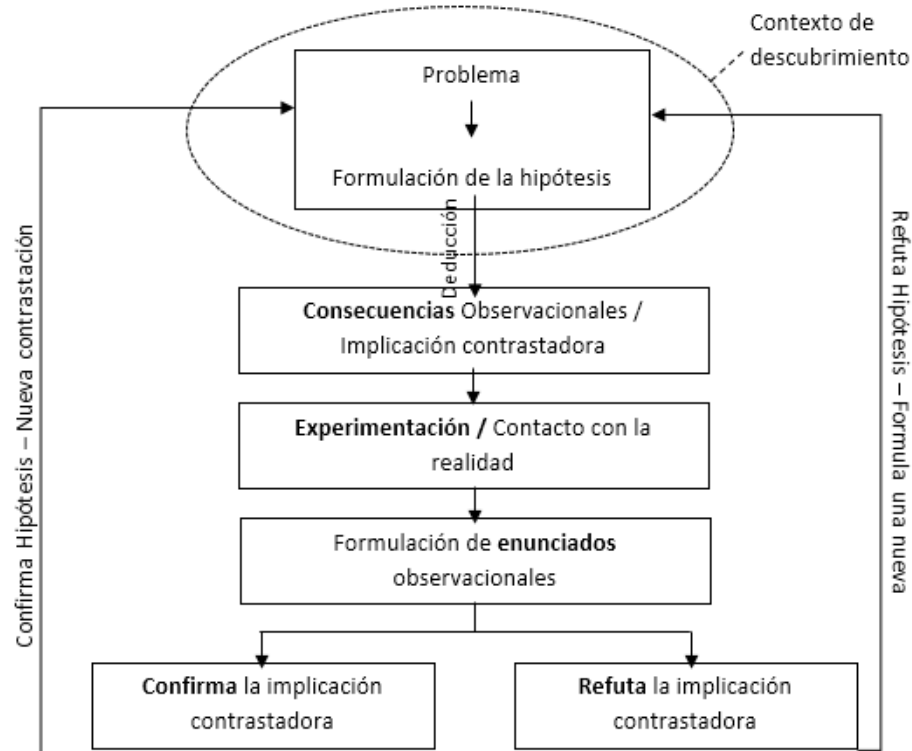 Contexto de
descubrimiento
Problema
Formulación de la hipótesis
Deducción
Consecuencias Observacionales /
Implicación contrastadora
Experimentación / Contacto con la
realidad
Formulación de enunciados
observacionales
Confirma la implicación
contrastadora
Refuta la implicación
contrastadora
Confirma Hipótesis – Nueva contrastación
Refuta Hipótesis – Formula una nueva